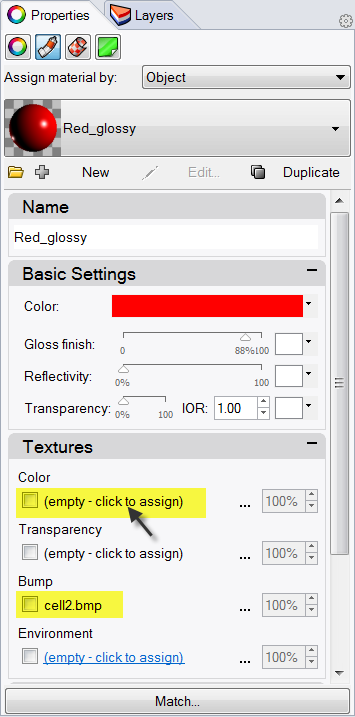 Properties Layers
Assign material by: Object
Red_glossy
New Edit... Duplicate
Name
Red_glossy
Basic Settings
Color:
Gloss finish:
0 88% 100
Reflectivity:
0% 100
Transparency: IOR: 1.00
0% 100
Textures
Color
(empty - click to assign) ... 100%
Transparency
(empty - click to assign) ... 100%
Bump
cell2.bmp ... 100%
Environment
(empty - click to assign) ... 100%
Match...